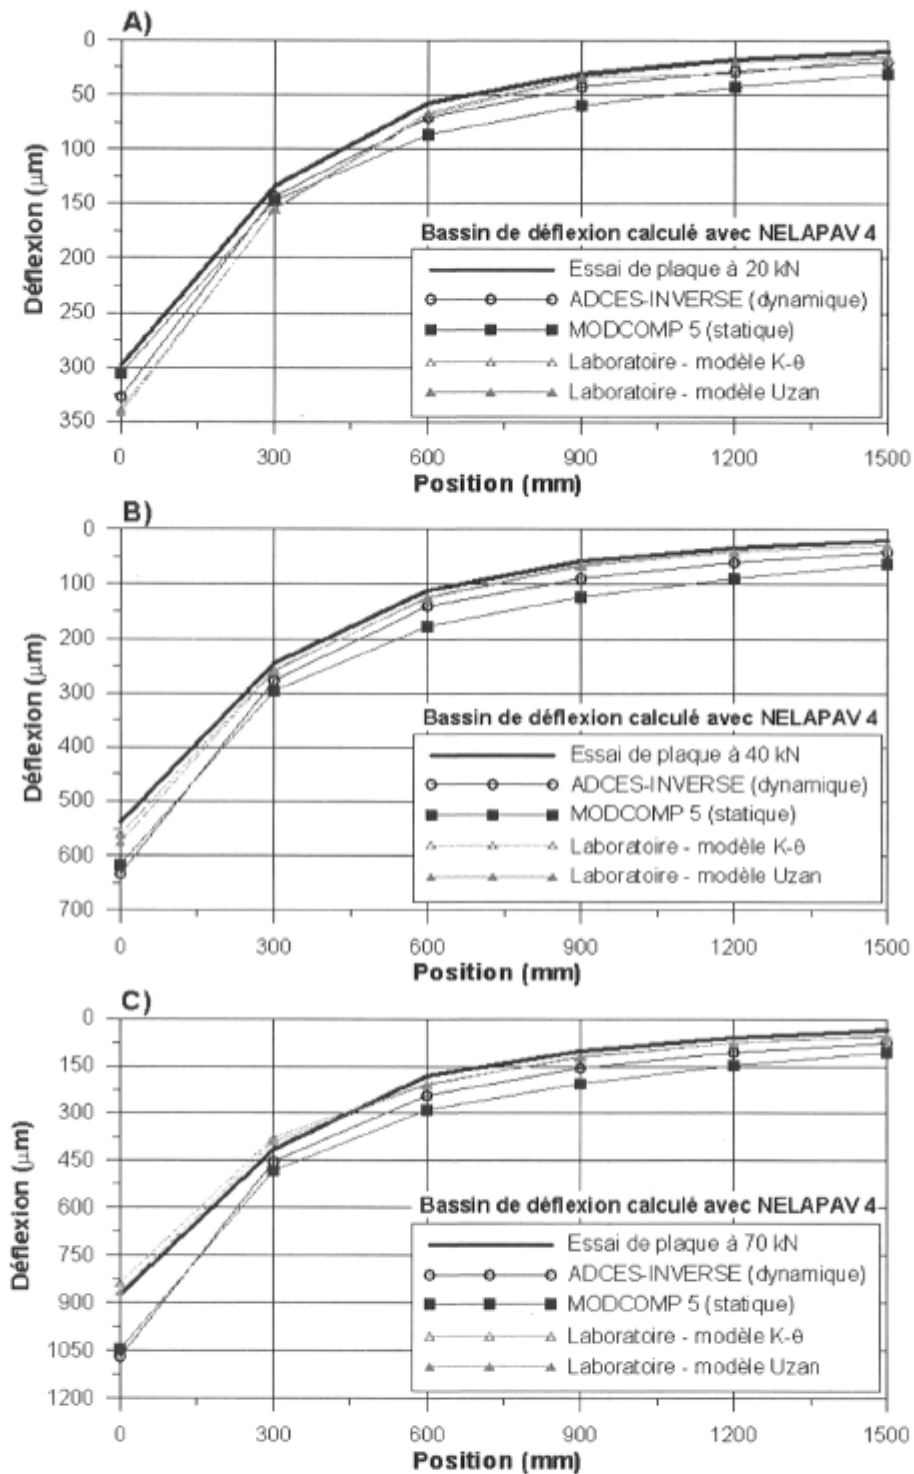 A)
0
50
100
150
200
250
300
350
Déflexion (µm)
Bassin de déflexion calculé avec NELAPAV 4
Essai de plaque à 20 kN
ADCES-INVERSE (dynamique)
MODCOMP 5 (statique)
Laboratoire - modèle K-θ
Laboratoire - modèle Uzan
0 300 600 900 1200 1500
Position (mm)
B)
0
100
200
300
400
500
600
700
Déflexion (µm)
Bassin de déflexion calculé avec NELAPAV 4
Essai de plaque à 40 kN
ADCES-INVERSE (dynamique)
MODCOMP 5 (statique)
Laboratoire - modèle K-θ
Laboratoire - modèle Uzan
0 300 600 900 1200 1500
Position (mm)
C)
0
150
300
450
600
750
900
1050
1200
Déflexion (µm)
Bassin de déflexion calculé avec NELAPAV 4
Essai de plaque à 70 kN
ADCES-INVERSE (dynamique)
MODCOMP 5 (statique)
Laboratoire - modèle K-θ
Laboratoire - modèle Uzan
0 300 600 900 1200 1500
Position (mm)